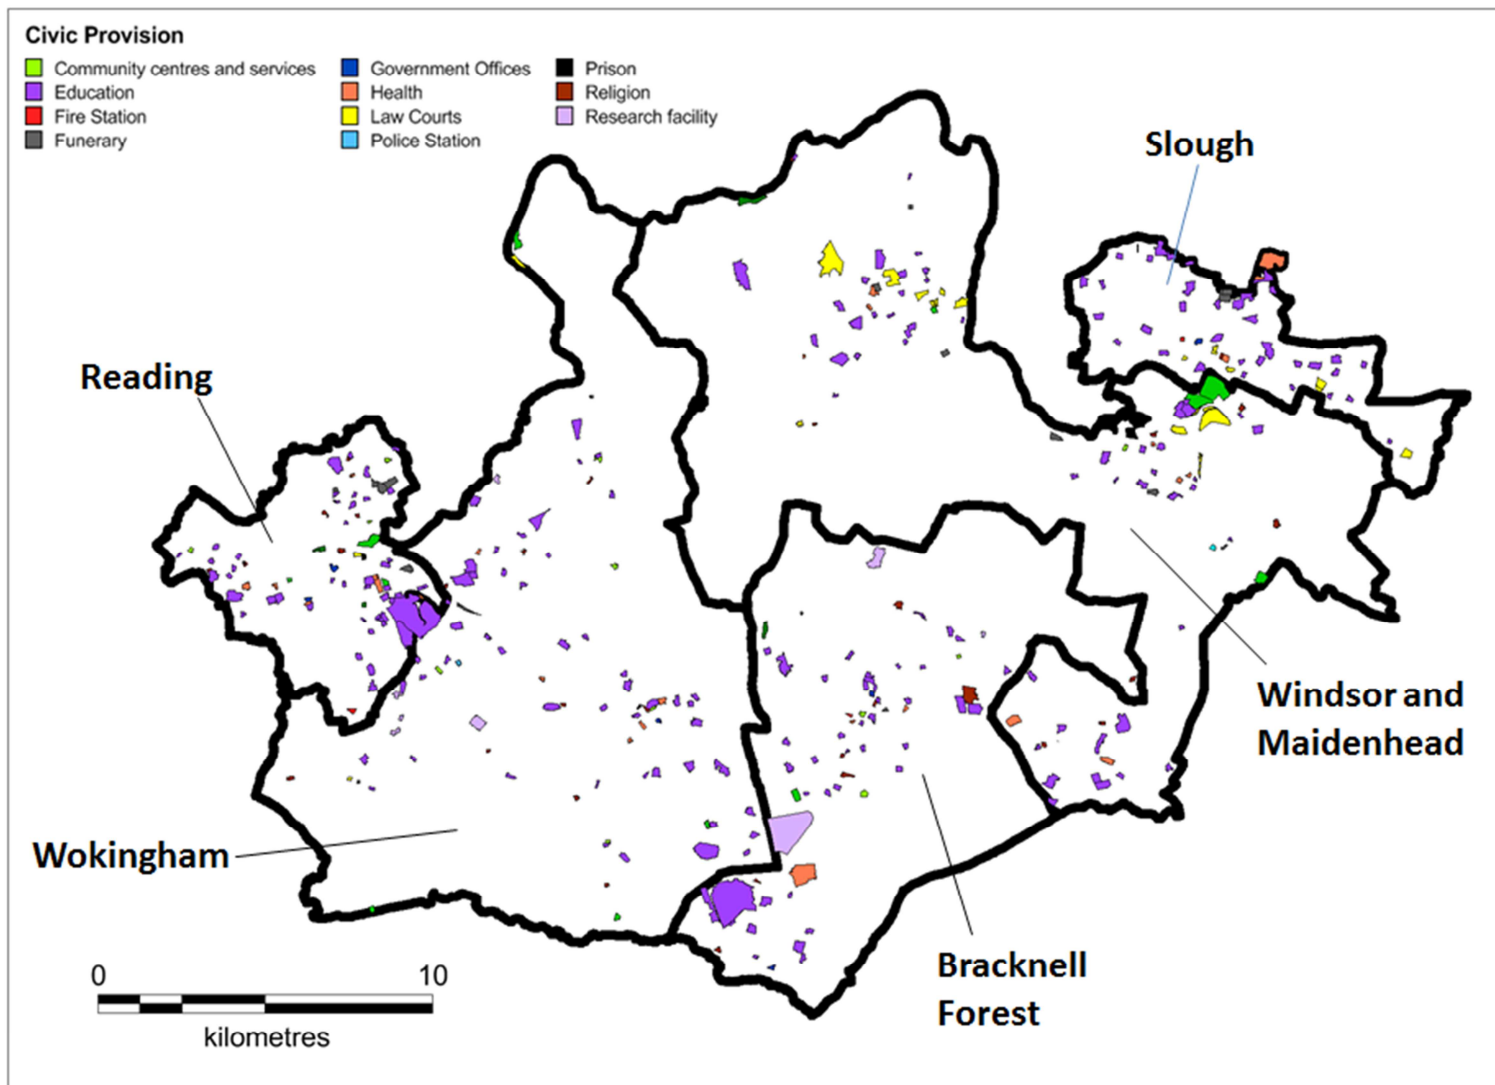 Civic Provision
Community centres and services
Education
Fire Station
Funerary
Government Offices
Health
Law Courts
Police Station
Prison
Religion
Research facility
Slough
Reading
Windsor and
Maidenhead
Wokingham
Bracknell
Forest
0 10
kilometres